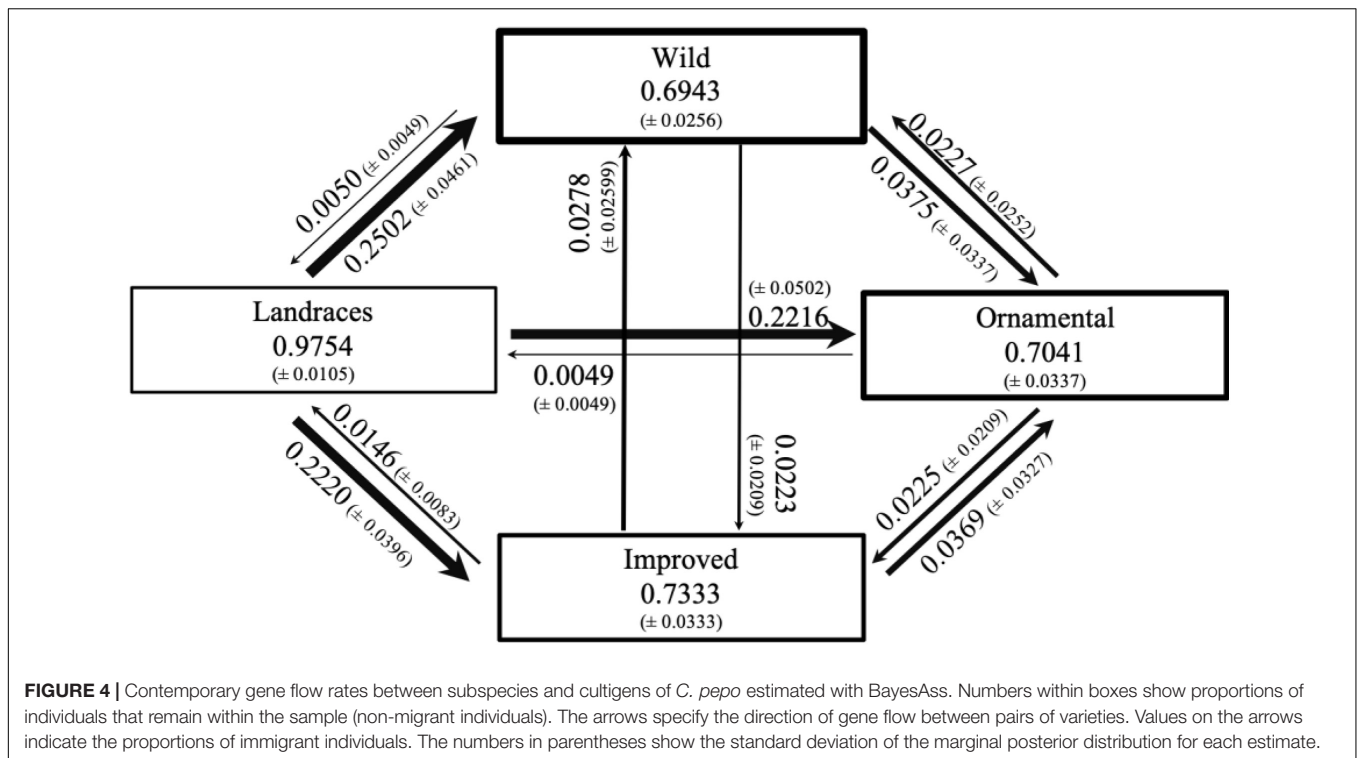 Wild
0.6943
(± 0.0256)
0.0050 (± 0.0049)
0.2502 (± 0.0461)
0.0278
(± 0.02599)
0.0227 (± 0.0252)
0.0375 (± 0.0337)
Landraces
0.9754
(± 0.0105)
(± 0.0502)
0.2216
0.0049
(± 0.0049)
Ornamental
0.7041
(± 0.0337)
0.0146 (± 0.0083)
0.2220 (± 0.0396)
0.0223
(± 0.0209)
0.0225 (± 0.0209)
0.0369 (± 0.0327)
Improved
0.7333
(± 0.0333)
FIGURE 4 | Contemporary gene flow rates between subspecies and cultigens of C. pepo estimated with BayesAss. Numbers within boxes show proportions of
individuals that remain within the sample (non-migrant individuals). The arrows specify the direction of gene flow between pairs of varieties. Values on the arrows
indicate the proportions of immigrant individuals. The numbers in parentheses show the standard deviation of the marginal posterior distribution for each estimate.